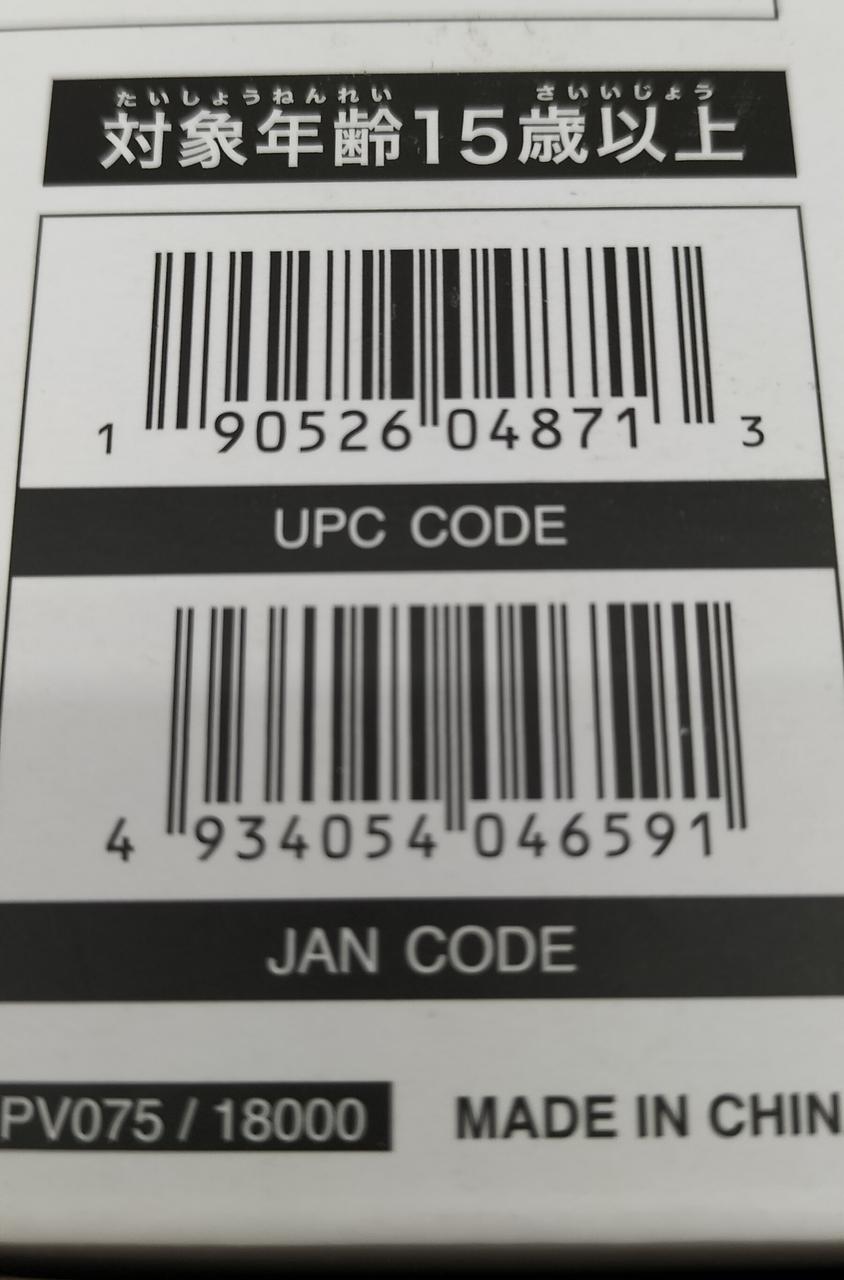 たいしょうねんれい さいいじょう
対象年齢15歳以上
1 90526 04871 3
UPC CODE
4 934054 046591
JAN CODE
PV075 / 18000 MADE IN CHIN